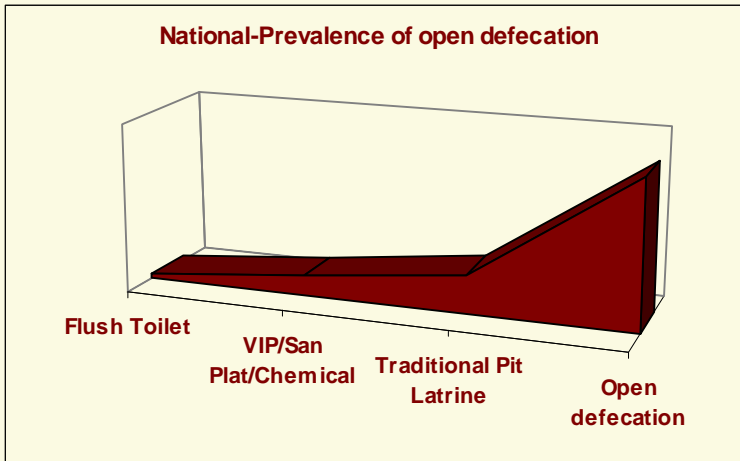 National-Prevalence of open defecation
Flush Toilet
VIP/San
Plat/Chemical
Traditional Pit
Latrine
Open
defecation